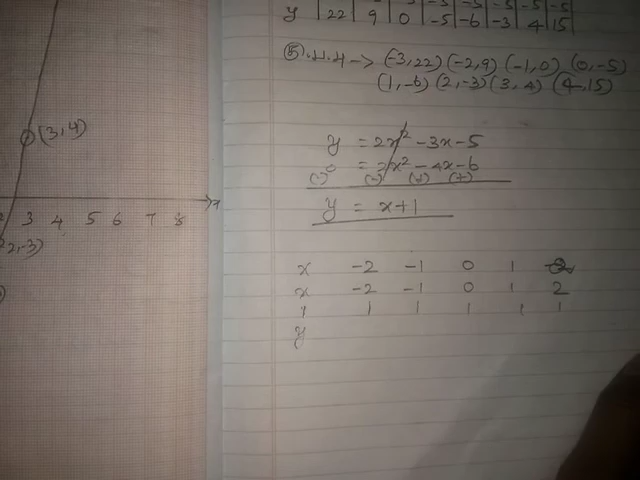 -5 -5
y 22 9 0 -5 -6 -3 4 15
(-3, 22) (-2, 9) (-1, 0) (0, -5)
(1, -6) (2, -3) (3, 4) (4, 15)
(3, 4)
y = 2x² - 3x - 5
0 = 2x² - 4x - 6
(-) (-) (+) (+)
y = x + 1
3 4 5 6 7 8 x
2, -3)
x -2 -1 0 1 2
x -2 -1 0 1 2
1 1 1 1 1 1
y